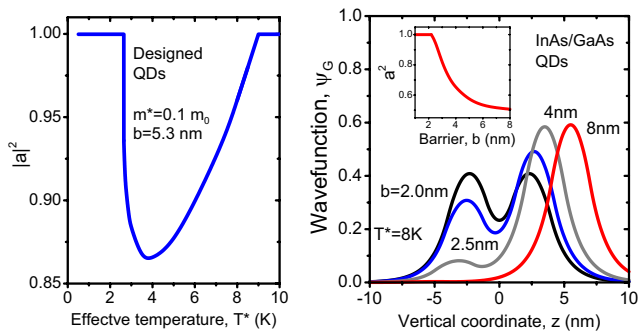 |a|²
1.00
0.95
0.90
0.85
Designed
QDs
m*=0.1 m₀
b=5.3 nm
0 2 4 6 8 10
Effectve temperature, T* (K)
Wavefunction, ψ_G
1.0
0.8
0.6
0.4
0.2
0.0
a²
1.0
0.8
0.6
2 4 6 8
Barrier, b (nm)
InAs/GaAs
QDs
4nm
8nm
b=2.0nm
T*=8K
2.5nm
-10 -5 0 5 10
Vertical coordinate, z (nm)